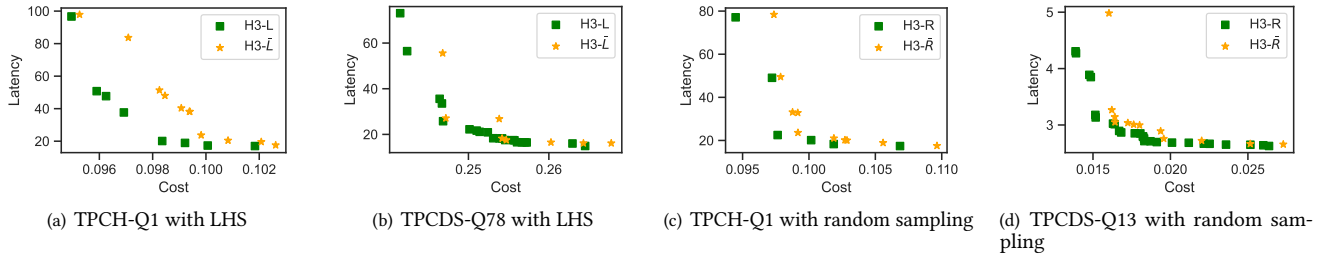 100
80
60
40
20
Latency
H3-L
H3-L̄
0.096
0.098
0.100
0.102
Cost
(a) TPCH-Q1 with LHS
60
40
20
Latency
H3-L
H3-L̄
0.25
0.26
Cost
(b) TPCDS-Q78 with LHS
80
60
40
20
Latency
H3-R
H3-R̄
0.095
0.100
0.105
0.110
Cost
(c) TPCH-Q1 with random sampling
5
4
3
Latency
H3-R
H3-R̄
0.015
0.020
0.025
Cost
(d) TPCDS-Q13 with random sam-
pling